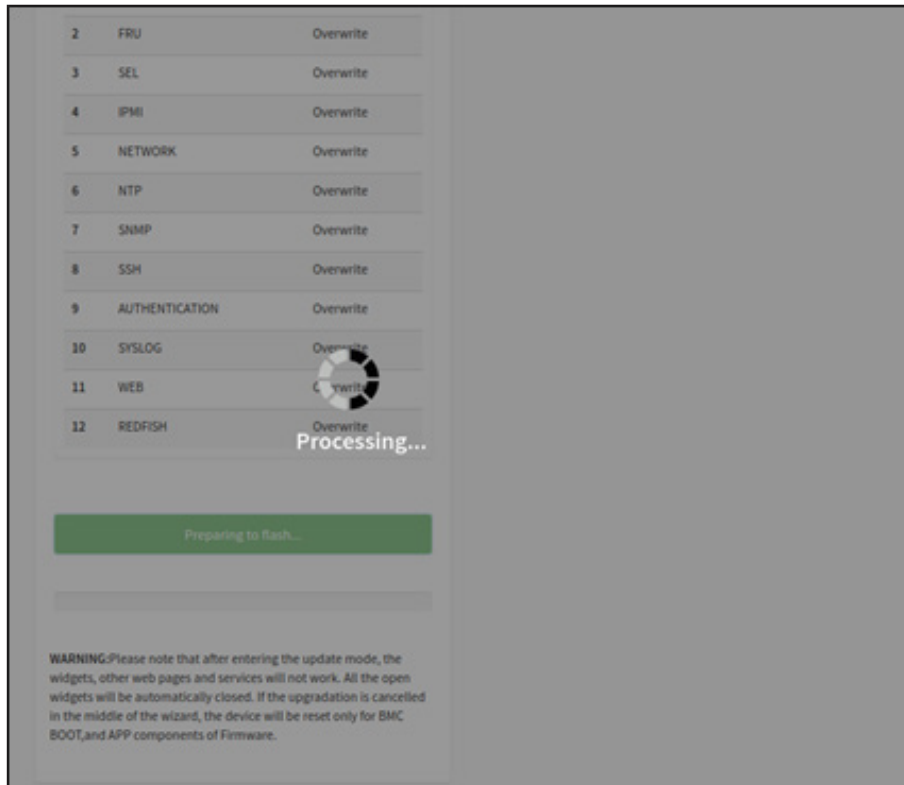 2 FRU Overwrite
3 SEL Overwrite
4 IPMI Overwrite
5 NETWORK Overwrite
6 NTP Overwrite
7 SNMP Overwrite
8 SSH Overwrite
9 AUTHENTICATION Overwrite
10 SYSLOG Overwrite
11 WEB Overwrite
12 REDFISH Overwrite
Processing...
Preparing to flash...
WARNING:Please note that after entering the update mode, the
widgets, other web pages and services will not work. All the open
widgets will be automatically closed. If the upgradation is cancelled
in the middle of the wizard, the device will be reset only for BMC
BOOT,and APP components of Firmware.